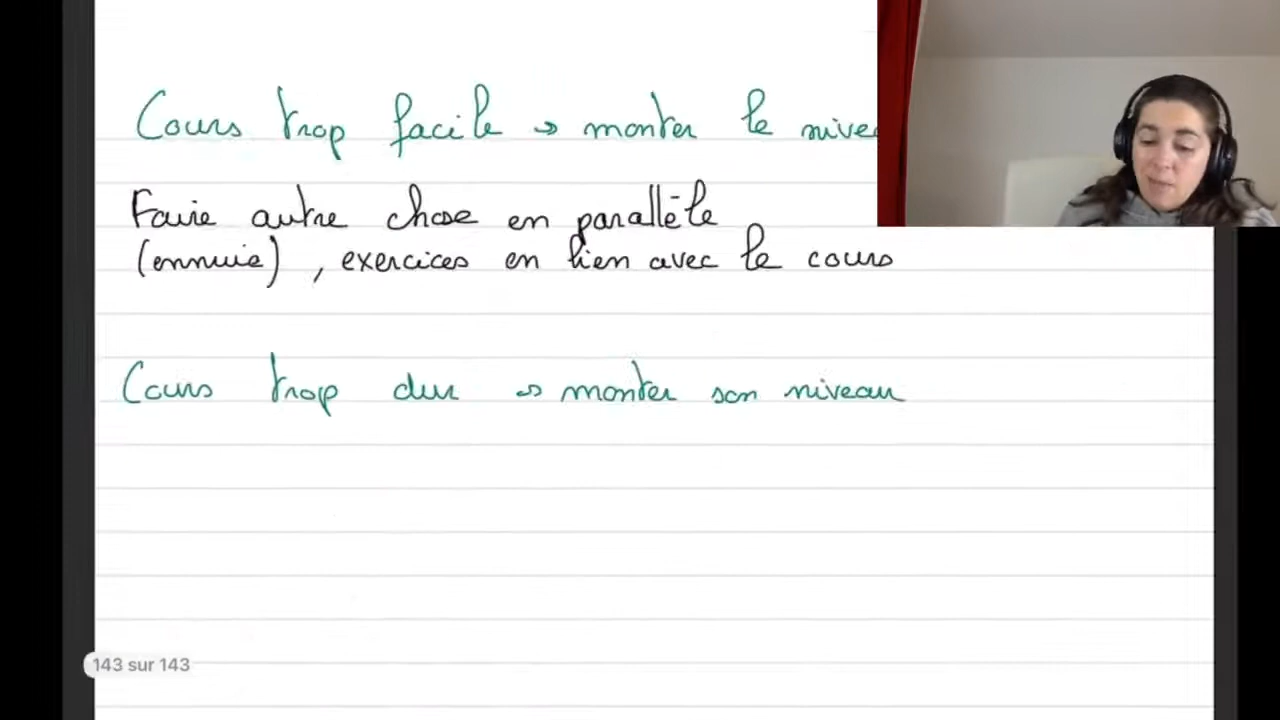 Cours trop facile → monter le nivea
Faire autre chose en parallèle
(ennuie), exercices en lien avec le cours
Cours trop dur → monter son niveau
143 sur 143